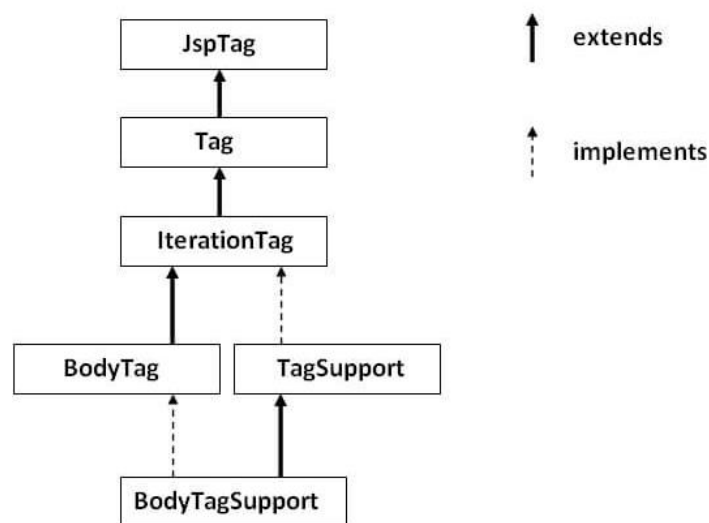 JspTag
extends
Tag
implements
IterationTag
BodyTag
TagSupport
BodyTagSupport